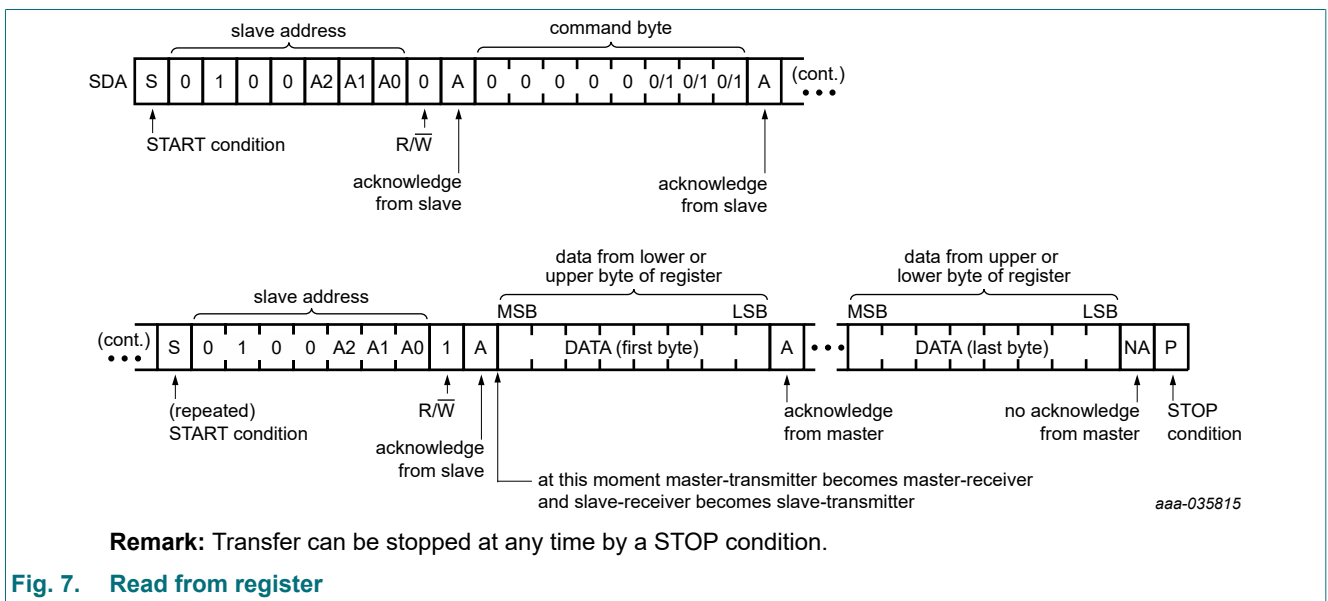 slave address
command byte
SDA S 0 1 0 0 A2 A1 A0 0 A 0 0 0 0 0 0/1 0/1 0/1 A (cont.)
START condition
R/W
acknowledge
from slave
acknowledge
from slave
data from lower or
upper byte of register
data from upper or
lower byte of register
slave address
MSB LSB MSB LSB
(cont.) S 0 1 0 0 A2 A1 A0 1 A DATA (first byte) A DATA (last byte) NA P
(repeated)
START condition
R/W
acknowledge
from slave
acknowledge
from master
no acknowledge
from master
STOP
condition
at this moment master-transmitter becomes master-receiver
and slave-receiver becomes slave-transmitter
aaa-035815
Remark: Transfer can be stopped at any time by a STOP condition.
Fig. 7. Read from register